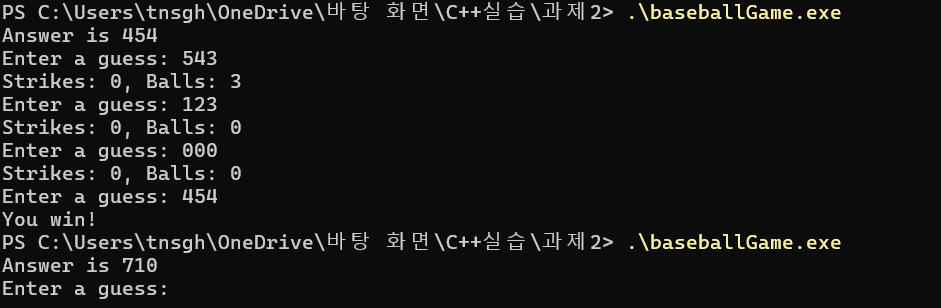 PS C:\Users\tnsgh\OneDrive\바탕 화면\C++실습\과제2> .\baseballGame.exe
Answer is 454
Enter a guess: 543
Strikes: 0, Balls: 3
Enter a guess: 123
Strikes: 0, Balls: 0
Enter a guess: 000
Strikes: 0, Balls: 0
Enter a guess: 454
You win!
PS C:\Users\tnsgh\OneDrive\바탕 화면\C++실습\과제2> .\baseballGame.exe
Answer is 710
Enter a guess: